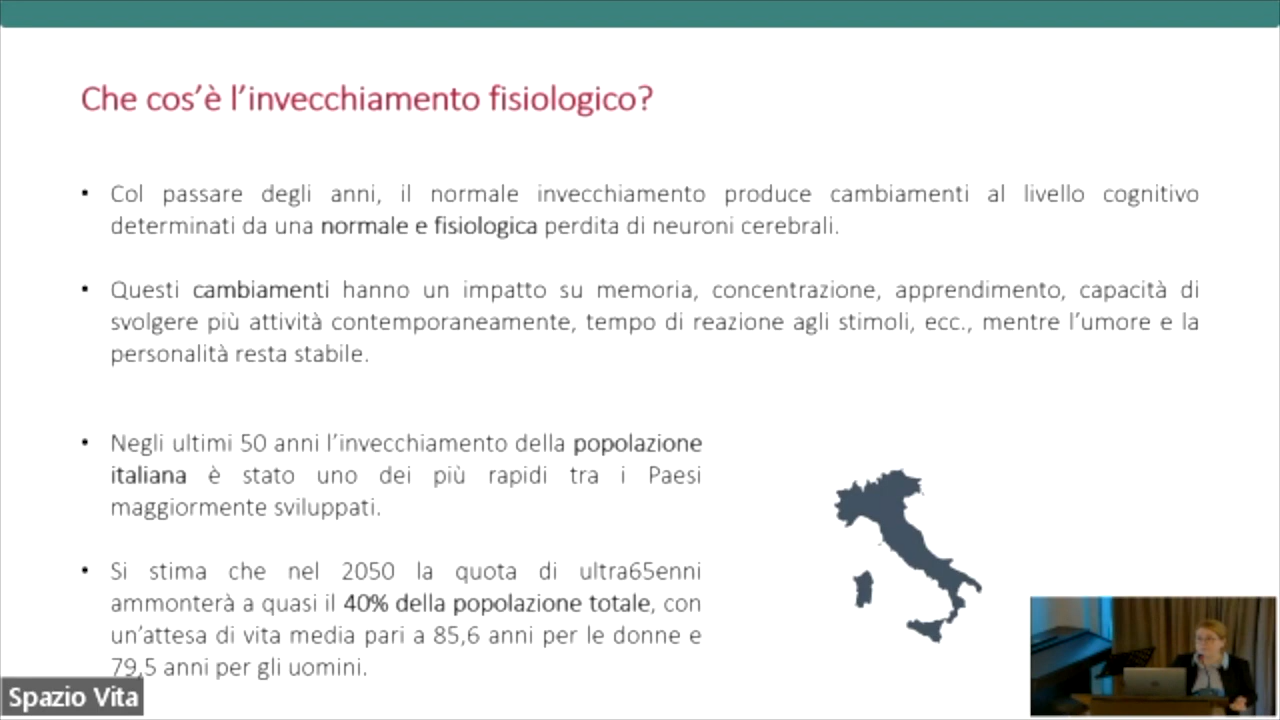 Che cos’è l’invecchiamento fisiologico?
• Col passare degli anni, il normale invecchiamento produce cambiamenti al livello cognitivo
determinati da una normale e fisiologica perdita di neuroni cerebrali.
• Questi cambiamenti hanno un impatto su memoria, concentrazione, apprendimento, capacità di
svolgere più attività contemporaneamente, tempo di reazione agli stimoli, ecc., mentre l’umore e la
personalità resta stabile.
• Negli ultimi 50 anni l’invecchiamento della popolazione
italiana è stato uno dei più rapidi tra i Paesi
maggiormente sviluppati.
• Si stima che nel 2050 la quota di ultra65enni
ammonterà a quasi il 40% della popolazione totale, con
un’attesa di vita media pari a 85,6 anni per le donne e
79,5 anni per gli uomini.
Spazio Vita